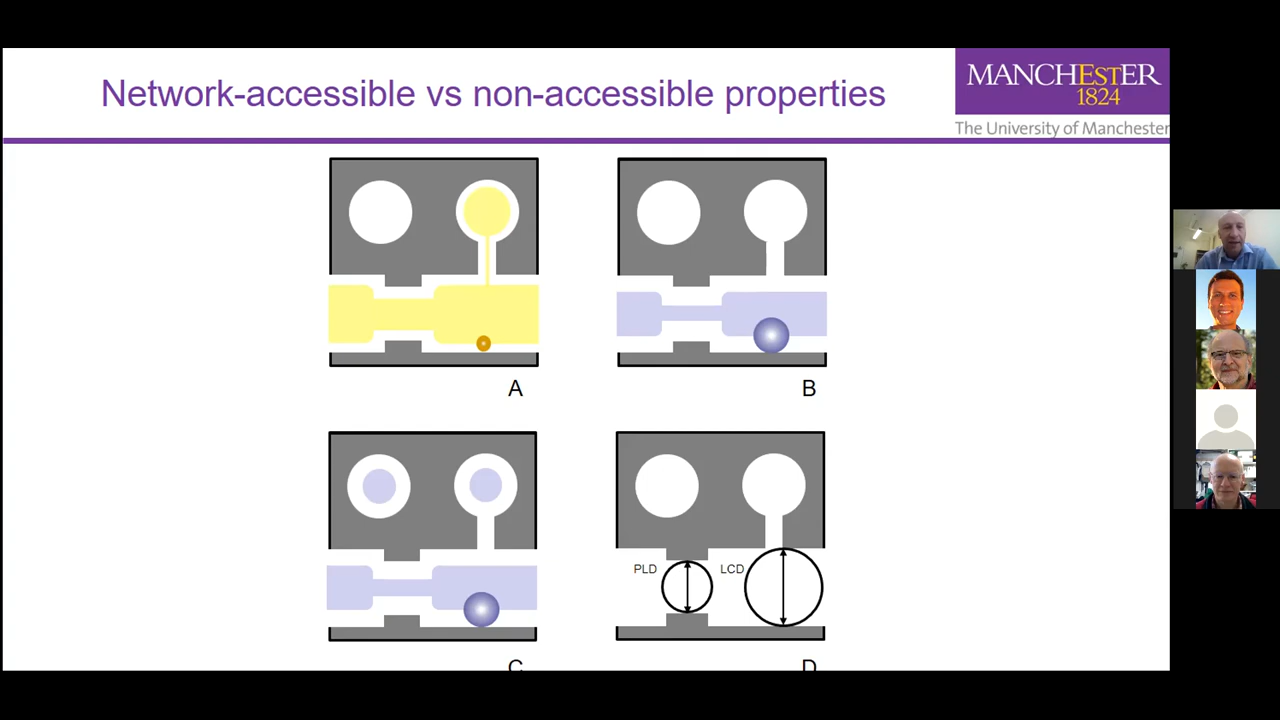 Network-accessible vs non-accessible properties
MANCHEstER
1824
The University of Manchester
A
B
PLD
LCD
C
D